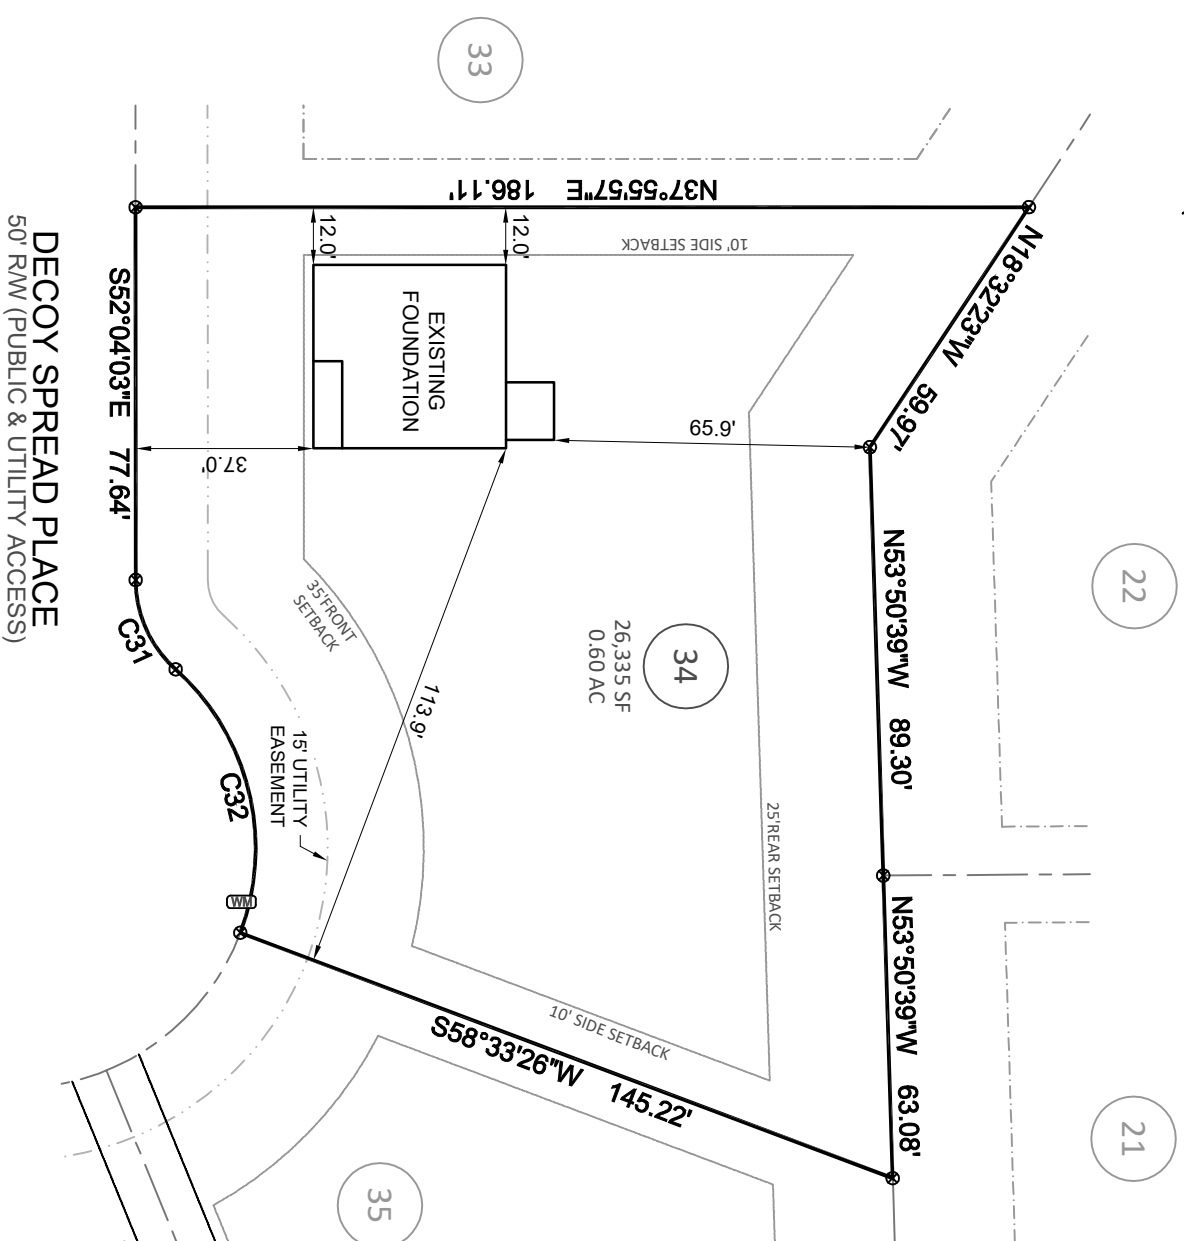 33
N37°55'57"E 186.11'
10' SIDE SETBACK
12.0'
12.0'
N18°32'23"W 59.97'
EXISTING
FOUNDATION
65.9'
37.0'
S52°04'03"E 77.64'
DECOY SPREAD PLACE
50' R/W (PUBLIC & UTILITY ACCESS)
C31
35'FRONT
SETBACK
113.9'
34
26,335 SF
0.60 AC
N53°50'39"W 89.30'
22
25'REAR SETBACK
15' UTILITY
EASEMENT
C32
WM
N53°50'39"W 63.08'
10' SIDE SETBACK
S58°33'26"W 145.22'
21
35